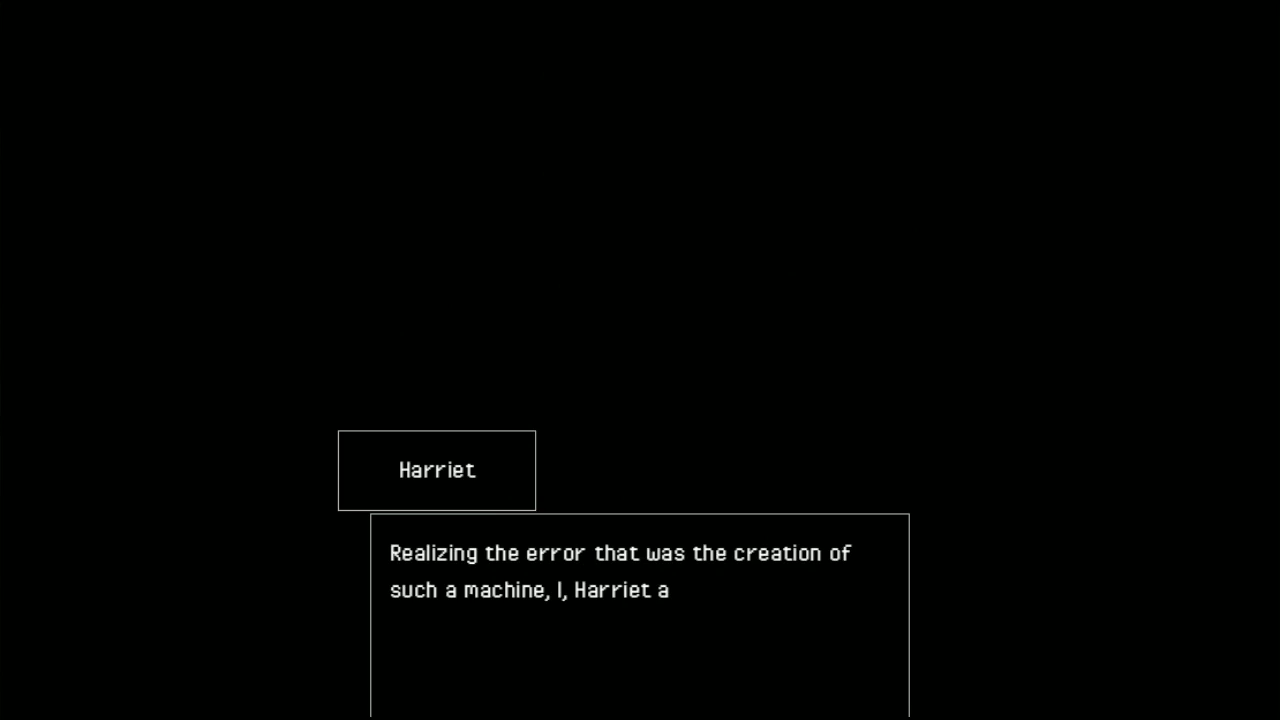 Harriet
Realizing the error that was the creation of
such a machine, I, Harriet a